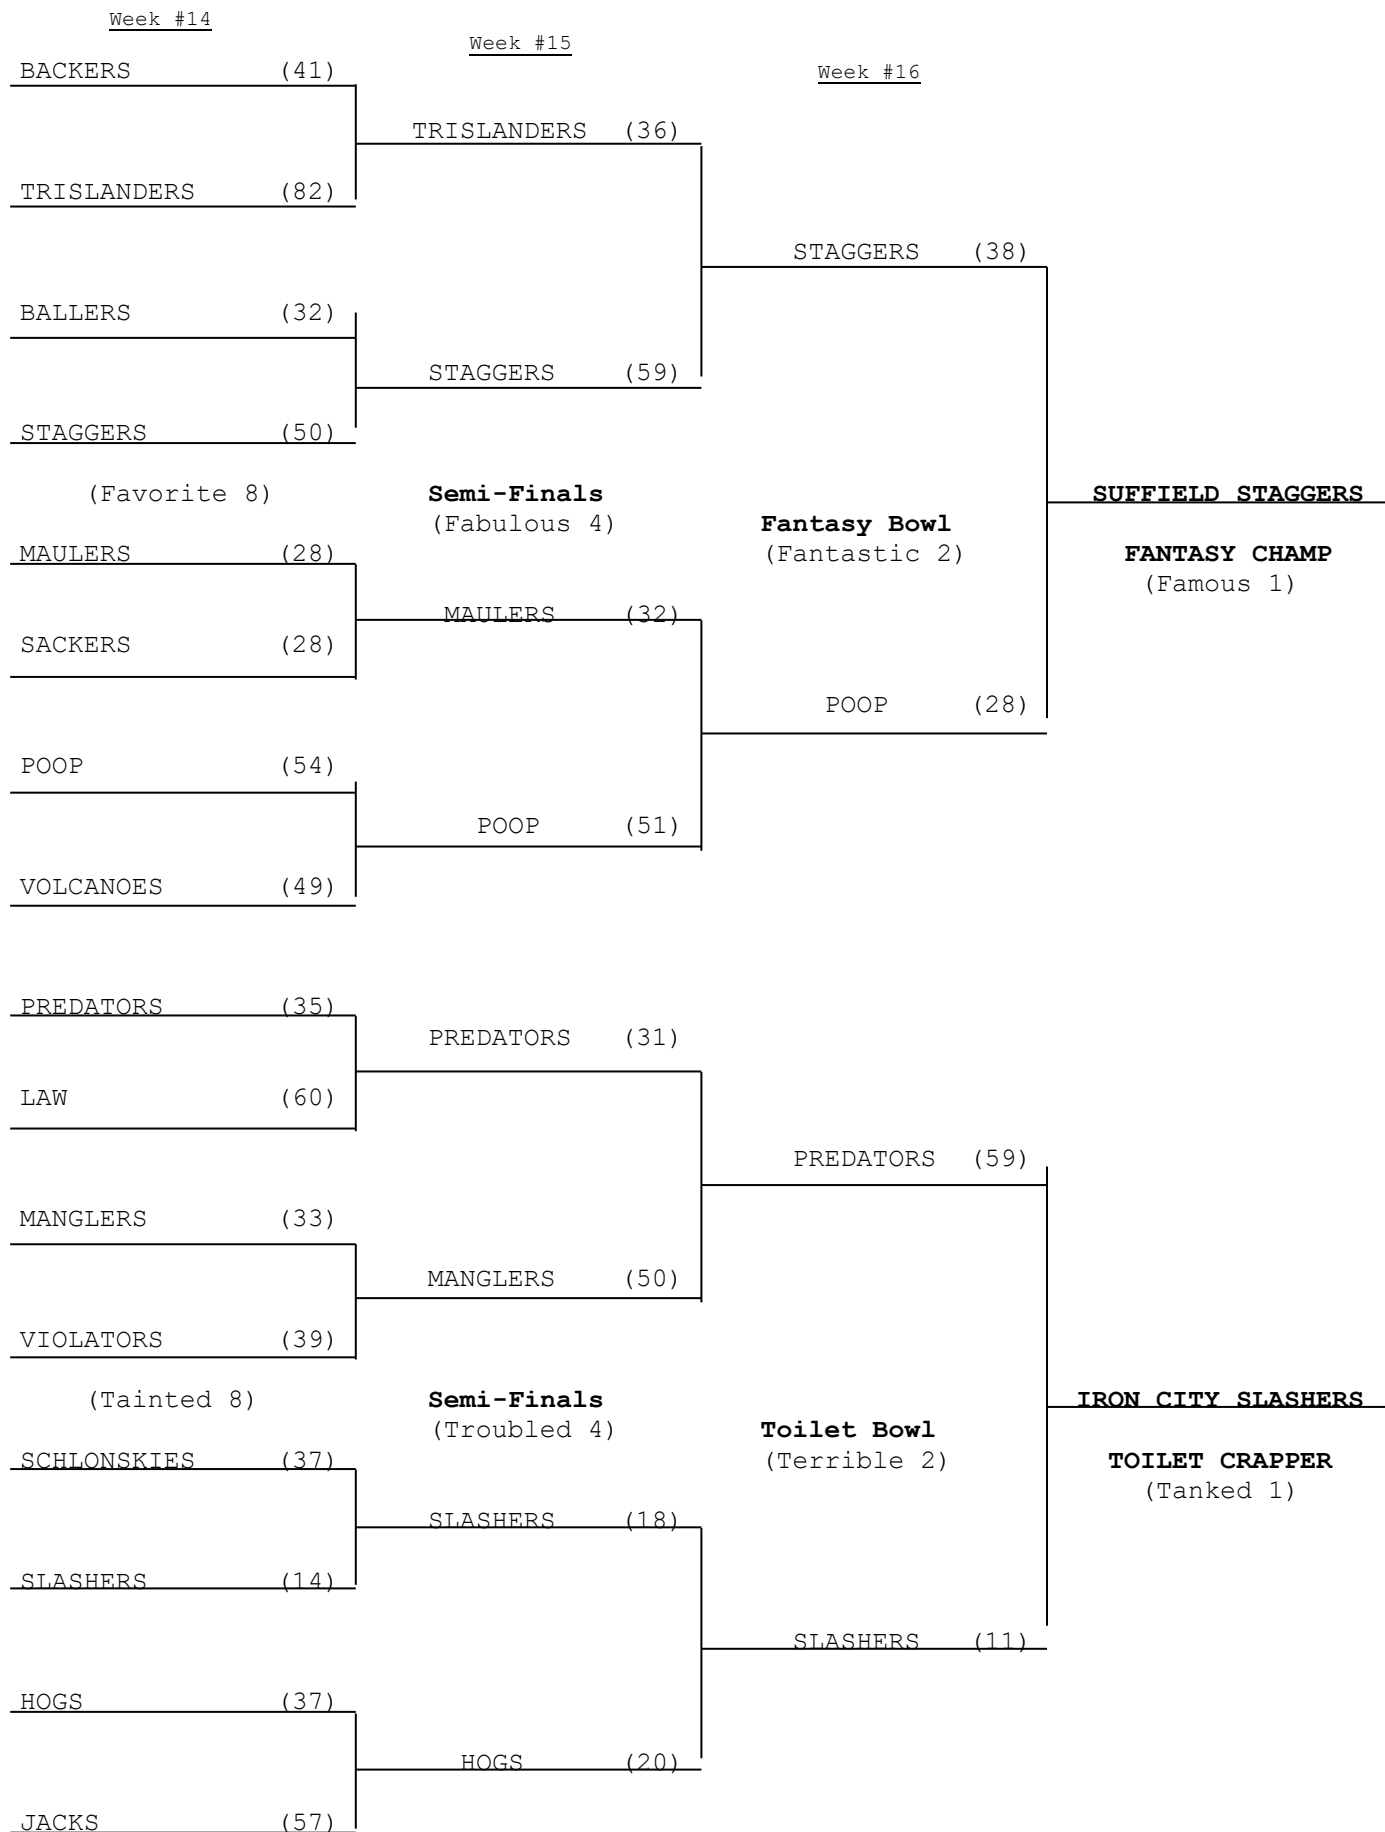 Week #14
Week #15
Week #16
BACKERS (41)
TRISLANDERS (36)
TRISLANDERS (82)
STAGGERS (38)
BALLERS (32)
STAGGERS (59)
STAGGERS (50)
(Favorite 8) Semi-Finals SUFFIELD STAGGERS
(Fabulous 4) Fantasy Bowl
MAULERS (28) (Fantastic 2) FANTASY CHAMP
(Famous 1)
MAULERS (32)
SACKERS (28)
POOP (28)
POOP (54)
POOP (51)
VOLCANOES (49)
PREDATORS (35)
PREDATORS (31)
LAW (60)
PREDATORS (59)
MANGLERS (33)
MANGLERS (50)
VIOLATORS (39)
(Tainted 8) Semi-Finals IRON CITY SLASHERS
(Troubled 4) Toilet Bowl
SCHLONSKIES (37) (Terrible 2) TOILET CRAPPER
(Tanked 1)
SLASHERS (18)
SLASHERS (14)
SLASHERS (11)
HOGS (37)
HOGS (20)
JACKS (57)